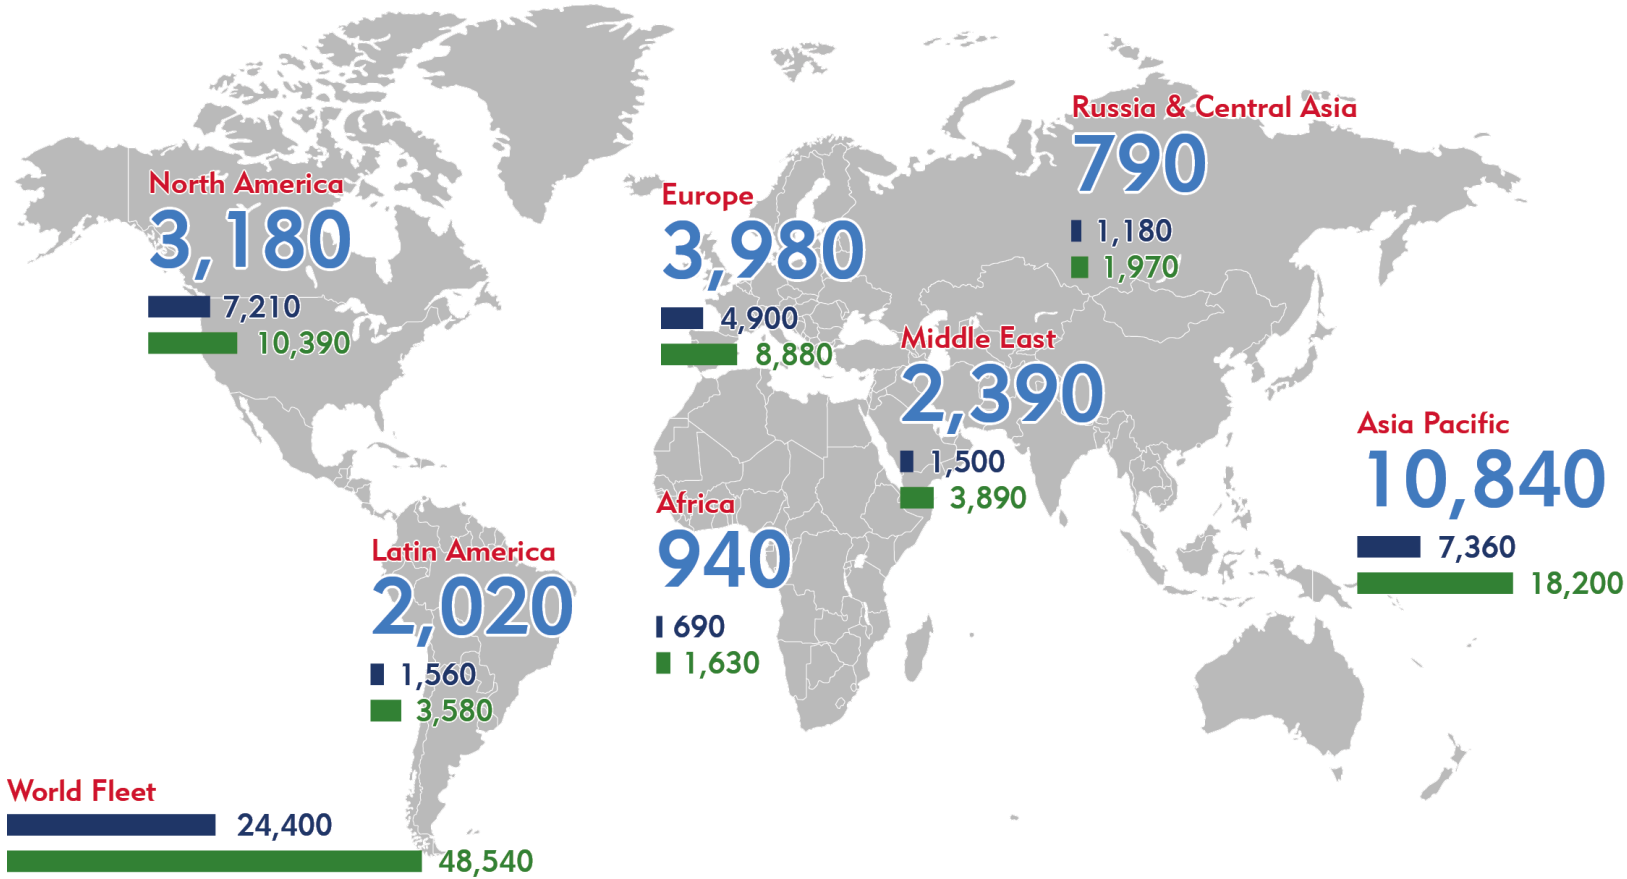 Russia & Central Asia
790
1,180
1,970
North America
3,180
7,210
10,390
Europe
3,980
4,900
8,880
Middle East
2,390
1,500
3,890
Asia Pacific
10,840
7,360
18,200
Africa
940
690
1,630
Latin America
2,020
1,560
3,580
World Fleet
24,400
48,540